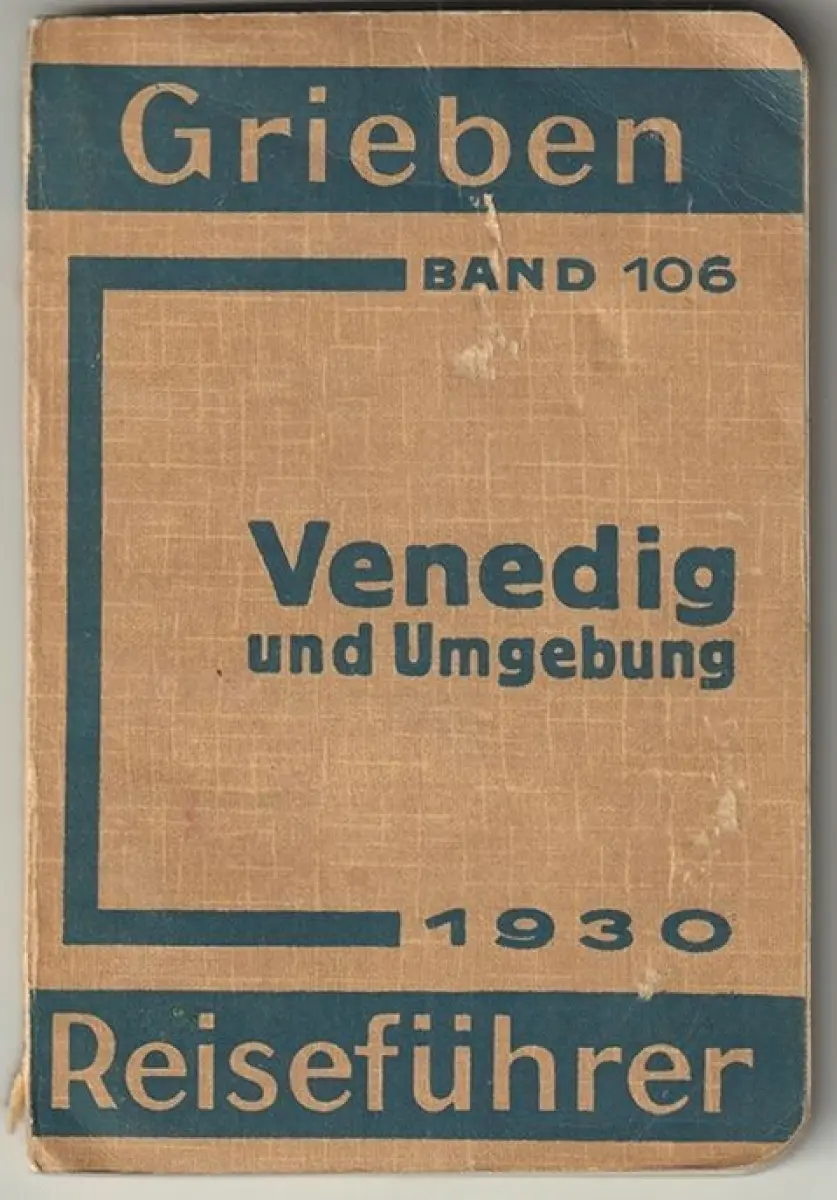 Grieben
BAND 106
Venedig
und Umgebung
1930
Reiseführer